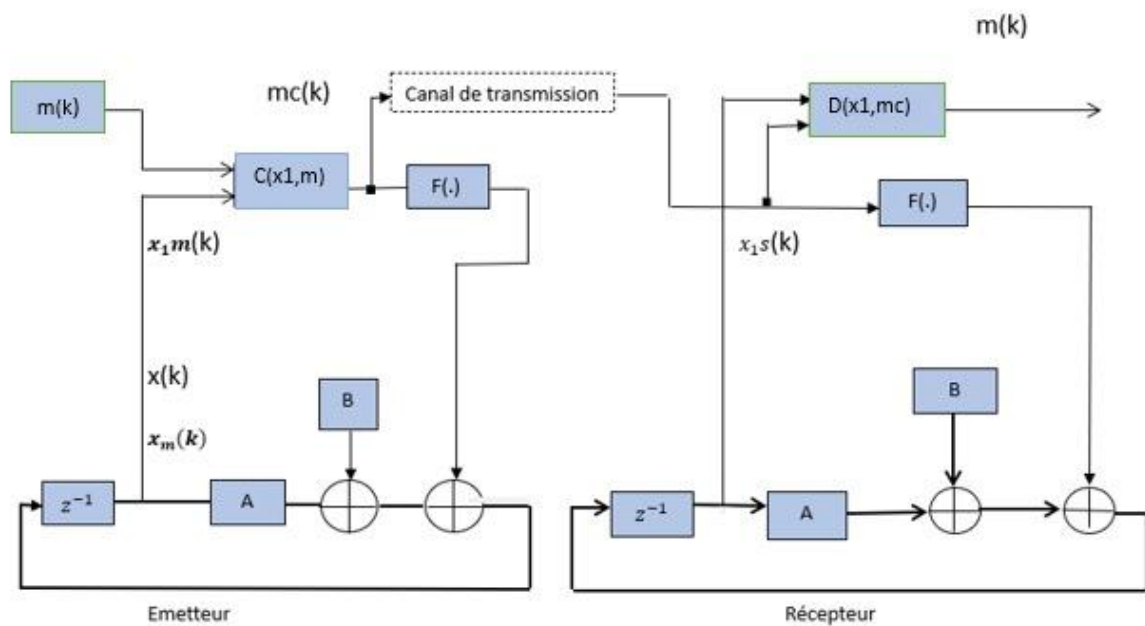 m(k)
mc(k)
Canal de transmission
m(k)
D(x1,mc)
C(x1,m)
F(.)
F(.)
x₁m(k)
x₁s(k)
x(k)
xₘ(k)
B
B
z⁻¹
A
z⁻¹
A
Emetteur
Récepteur